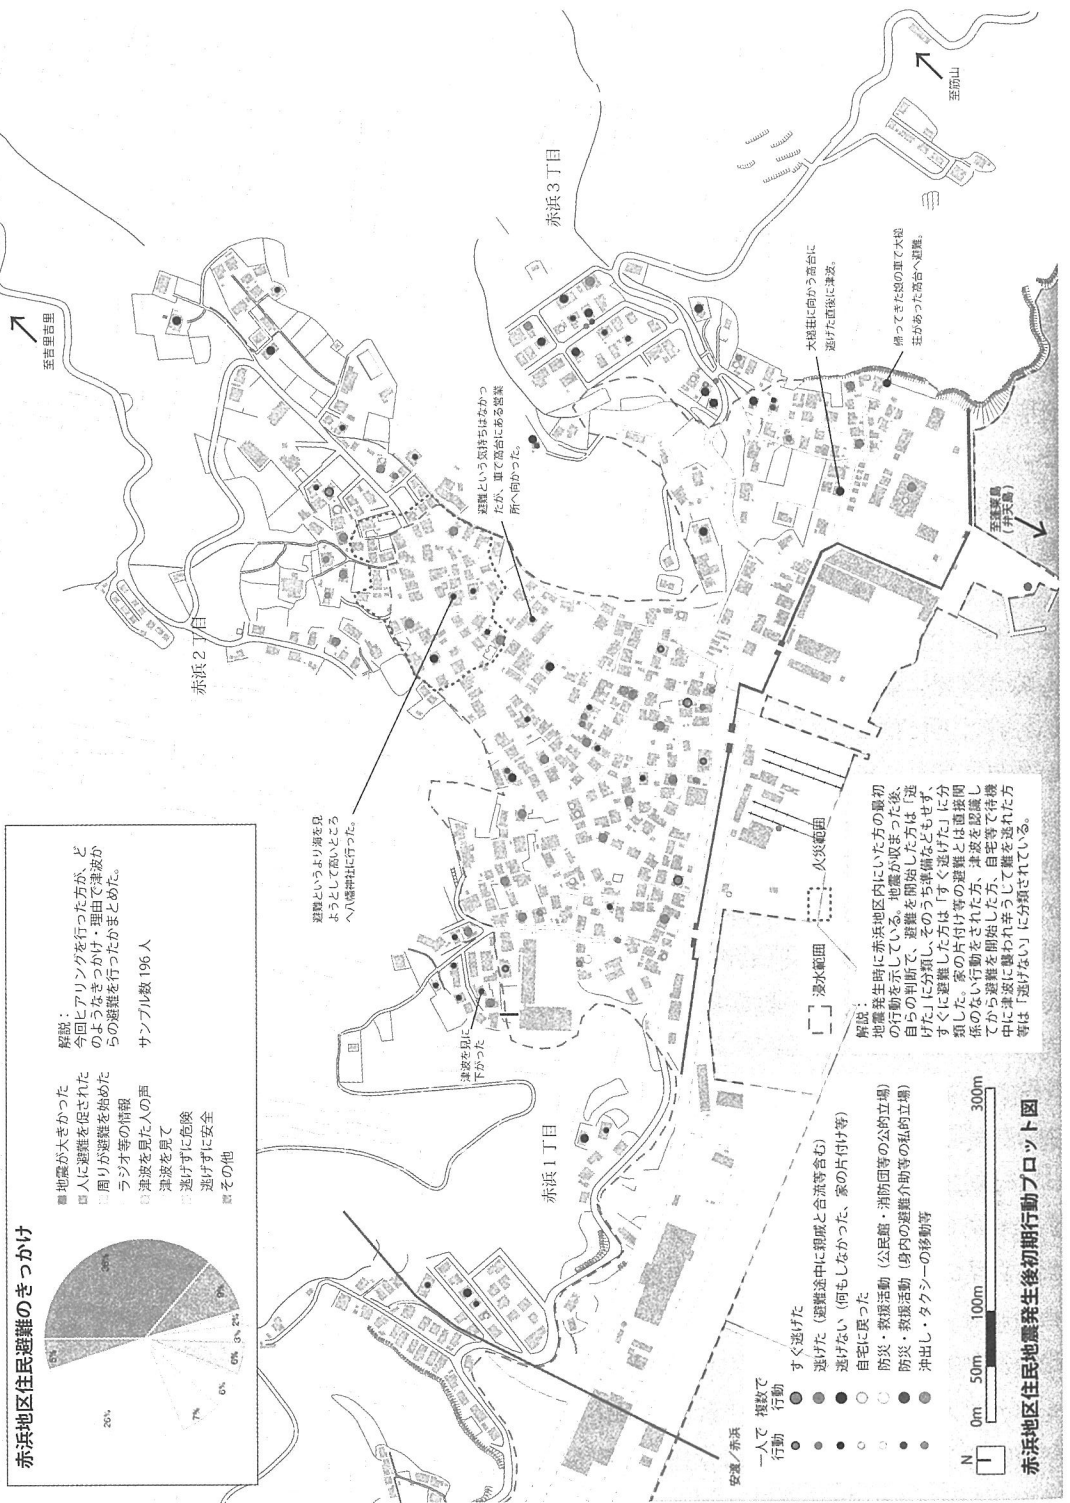 赤浜地区住民避難のきっかけ
26%
9%
2%
3%
6%
6%
7%
26%
5%
地震が大きかった
人に避難を促された
周りが避難を始めた
ラジオ等の情報
津波を見た人の声
津波を見て
逃げずに危険
逃げずに安全
その他
解説：
今回ヒアリングを行った方が、ど
のようなきっかけ・理由で津波か
らの避難を行ったかまとめた。
サンプル数 196 人
至吉里吉里
赤浜２丁目
赤浜３丁目
至筋山
避難というより海を見
ようとして高いところ
へ八幡神社に行った。
避難という気持ちはなかっ
たが、車で高台にある営業
所へ向かった。
大槌荘に向かう高台に
逃げた直後に津波。
帰ってきた娘の車で大槌
荘があった高台へ避難。
津波を見に
下がった
赤浜１丁目
安渡／赤浜
至蓬莱島
（弁天島）
浸水範囲
火災範囲
一人で
行動
複数で
行動
すぐ逃げた
逃げた（避難途中に親戚と合流等含む）
逃げない（何もしなかった、家の片付け等）
自宅に戻った
防災・救援活動（公民館・消防団等の公的立場）
防災・救援活動（身内の避難介助等の私的立場）
沖出し・タクシーの移動等
解説：
地震発生時に赤浜地区内にいた方の最初
の行動を示している。地震が収まった後、
自らの判断で、避難を開始した方は「逃
げた」に分類し、そのうち準備などもせず、
すぐに避難した方は「すぐ逃げた」に分
類した。家の片付け等の避難とは直接関
係のない行動をされた方、津波を認識し
てから避難を開始した方、自宅等で待機
中に津波に襲われ辛うじて難を逃れた方
等は「逃げない」に分類されている。
N
0m
50m
100m
300m
赤浜地区住民地震発生後初期行動プロット図